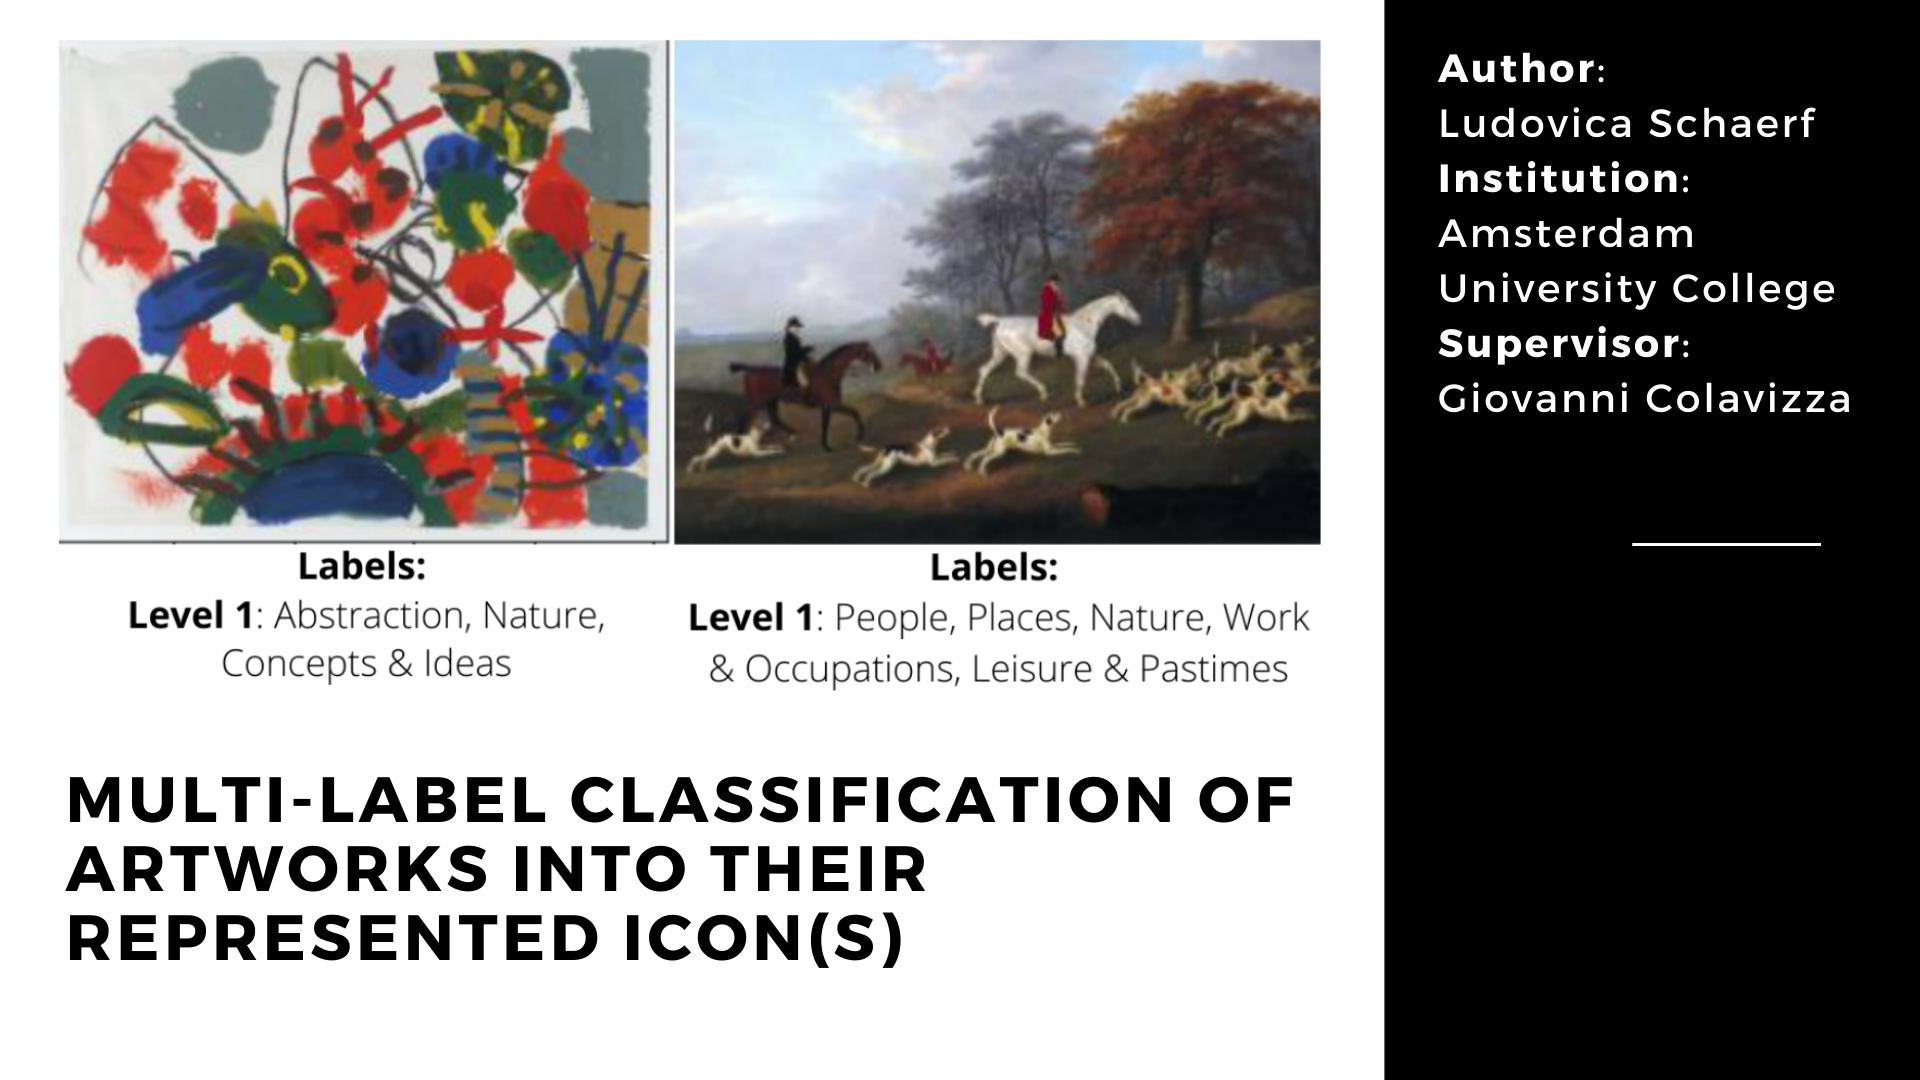 Labels:
Level 1: Abstraction, Nature,
Concepts & Ideas
Labels:
Level 1: People, Places, Nature, Work
& Occupations, Leisure & Pastimes
MULTI-LABEL CLASSIFICATION OF
ARTWORKS INTO THEIR
REPRESENTED ICON(S)
Author:
Ludovica Schaerf
Institution:
Amsterdam
University College
Supervisor:
Giovanni Colavizza